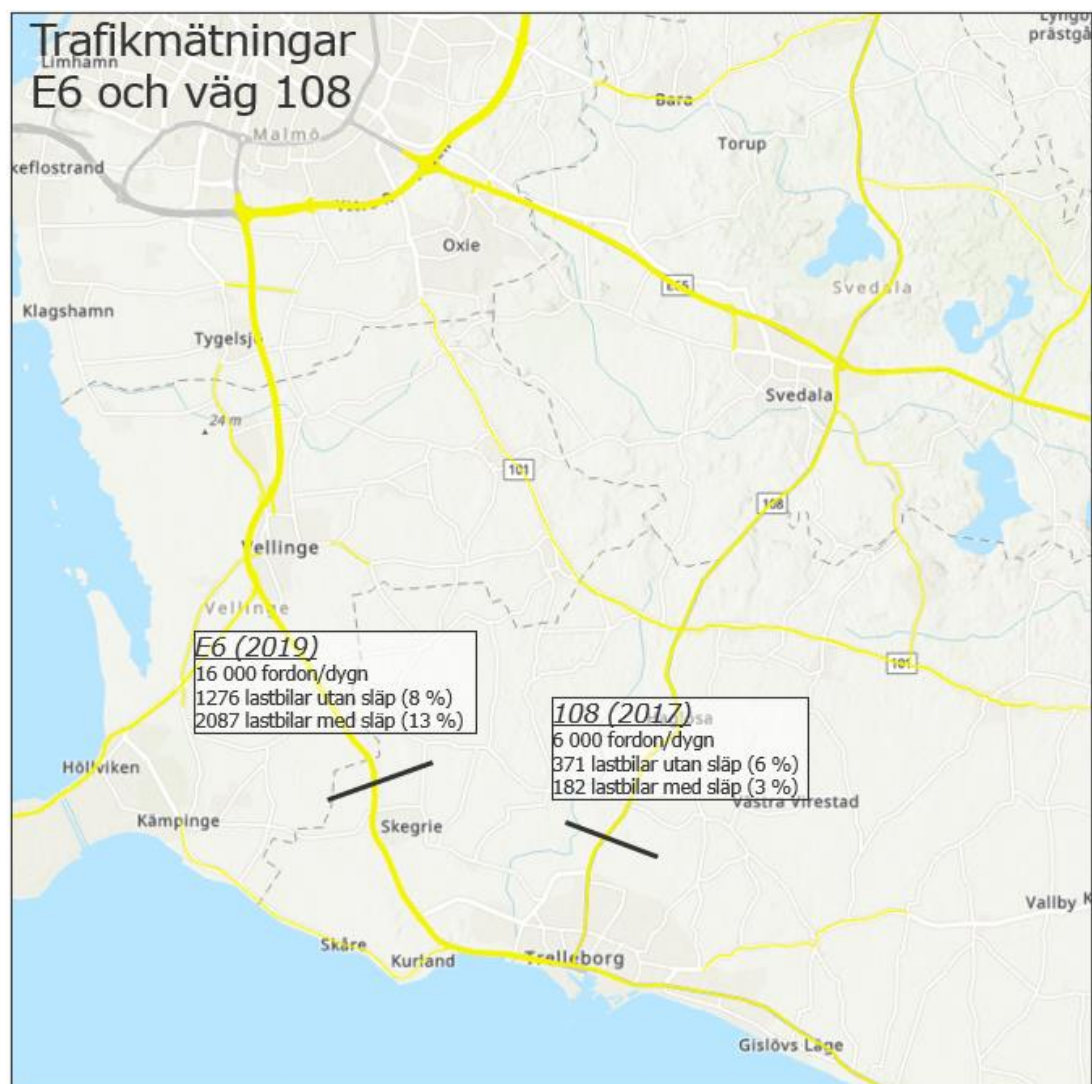 Trafikmätningar
E6 och väg 108
Limhamn
Malmö
Bara
Torup
Oxie
E65
Svedala
Klagshamn
Tygelsjö
24 m
Svedala
101
108
Vellinge
Vellinge
E6 (2019)
16 000 fordon/dygn
1276 lastbilar utan släp (8 %)
2087 lastbilar med släp (13 %)
101
108 (2017)
6 000 fordon/dygn
371 lastbilar utan släp (6 %)
182 lastbilar med släp (3 %)
Höllviken
Västra Virestad
Kämpinge
Skegrie
Vallby
Skåre
Kurland
Trelleborg
Gislövs Läge